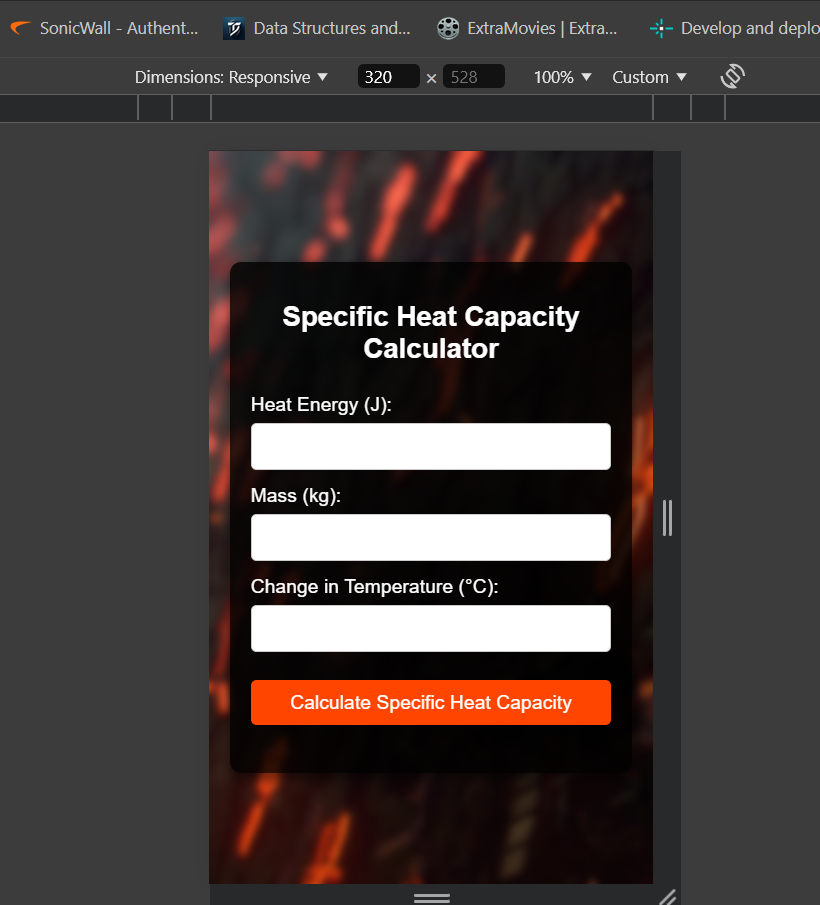 SonicWall - Authent... Data Structures and... ExtraMovies | Extra... Develop and deplo
Dimensions: Responsive ▼ 320 × 528 100% ▼ Custom ▼
Specific Heat Capacity
Calculator
Heat Energy (J):
Mass (kg):
Change in Temperature (°C):
Calculate Specific Heat Capacity